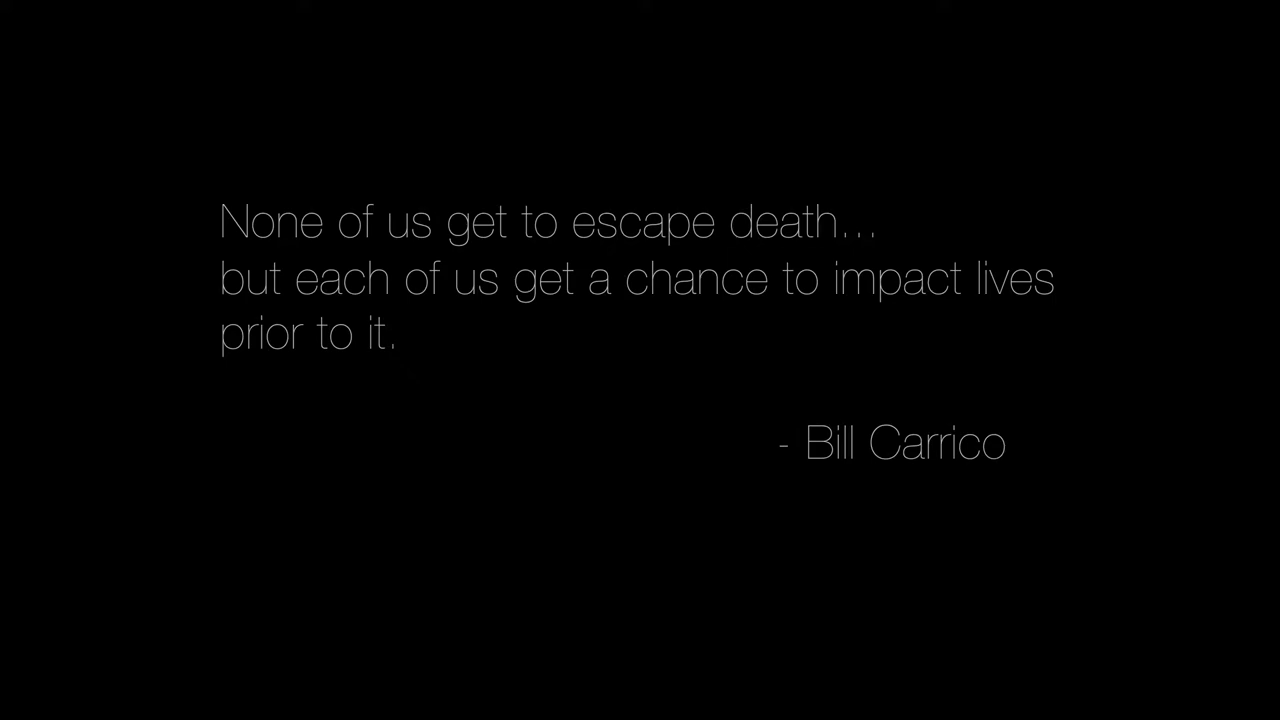 None of us get to escape death...
but each of us get a chance to impact lives
prior to it.
- Bill Carrico